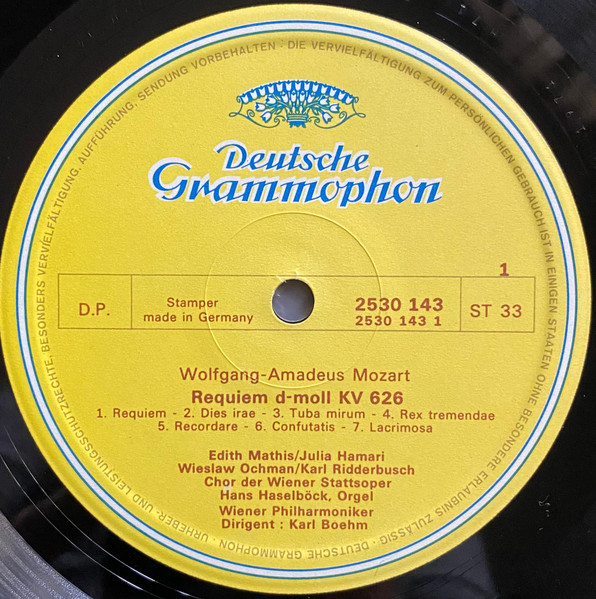 Deutsche
Grammophon
1
D.P.
Stamper
made in Germany
2530 143
2530 143 1
ST 33
Wolfgang-Amadeus Mozart
Requiem d-moll KV 626
1. Requiem - 2. Dies irae - 3. Tuba mirum - 4. Rex tremendae
5. Recordare - 6. Confutatis - 7. Lacrimosa
Edith Mathis/Julia Hamari
Wieslaw Ochman/Karl Ridderbusch
Chor der Wiener Stattsoper
Hans Haselböck, Orgel
Wiener Philharmoniker
Dirigent : Karl Boehm
DEUTSCHE GRAMMOPHON · URHEBER- UND LEISTUNGSSCHUTZRECHTE, BESONDERS VERVIELFÄLTIGUNG, AUFFÜHRUNG, SENDUNG VORBEHALTEN · DIE VERVIELFÄLTIGUNG ZUM PERSÖNLICHEN GEBRAUCH IST IN EINIGEN STAATEN OHNE BESONDERE ERLAUBNIS ZULÄSSIG ·